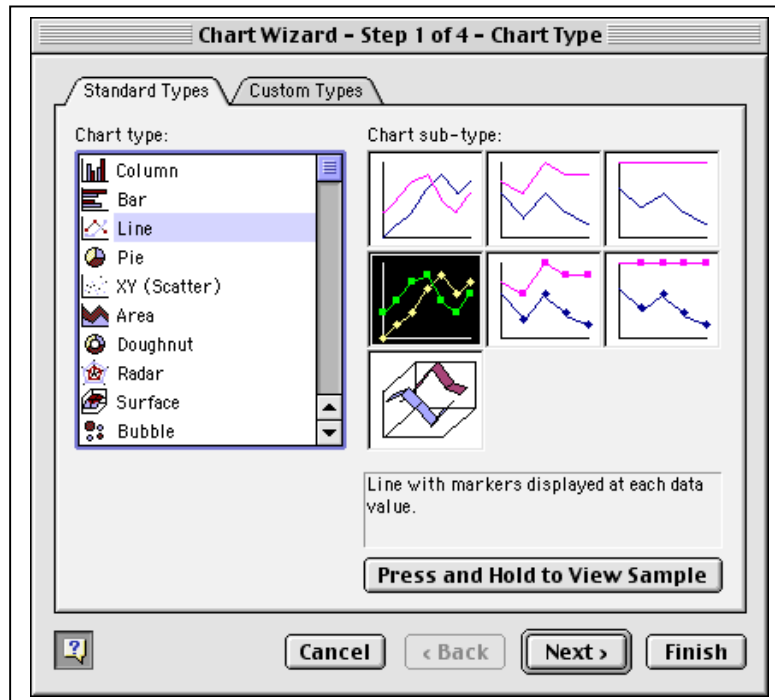 Chart Wizard – Step 1 of 4 – Chart Type
Standard Types
Custom Types
Chart type:
Column
Bar
Line
Pie
XY (Scatter)
Area
Doughnut
Radar
Surface
Bubble
Chart sub-type:
Line with markers displayed at each data
value.
Press and Hold to View Sample
?
Cancel
‹ Back
Next ›
Finish